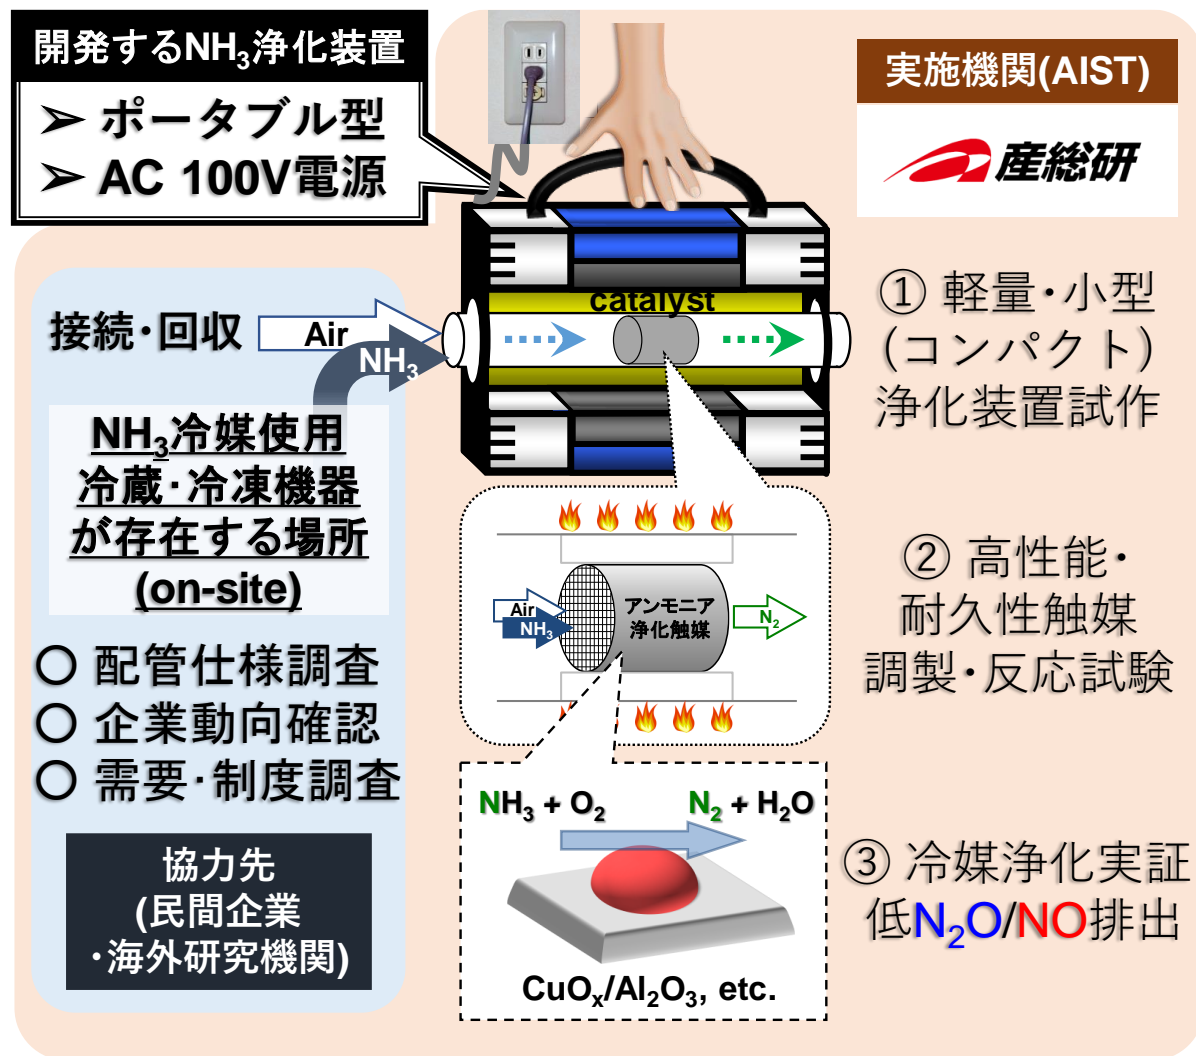 開発するNH₃浄化装置
➢ ポータブル型
➢ AC 100V電源
実施機関(AIST)
産総研
接続・回収
Air
NH₃
catalyst
NH₃冷媒使用
冷蔵・冷凍機器
が存在する場所
(on-site)
〇 配管仕様調査
〇 企業動向確認
〇 需要・制度調査
協力先
(民間企業
・海外研究機関)
Air
NH₃
アンモニア
浄化触媒
N₂
NH₃ + O₂
N₂ + H₂O
CuOₓ/Al₂O₃, etc.
① 軽量・小型
(コンパクト)
浄化装置試作
② 高性能・
耐久性触媒
調製・反応試験
③ 冷媒浄化実証
低N₂O/NO排出